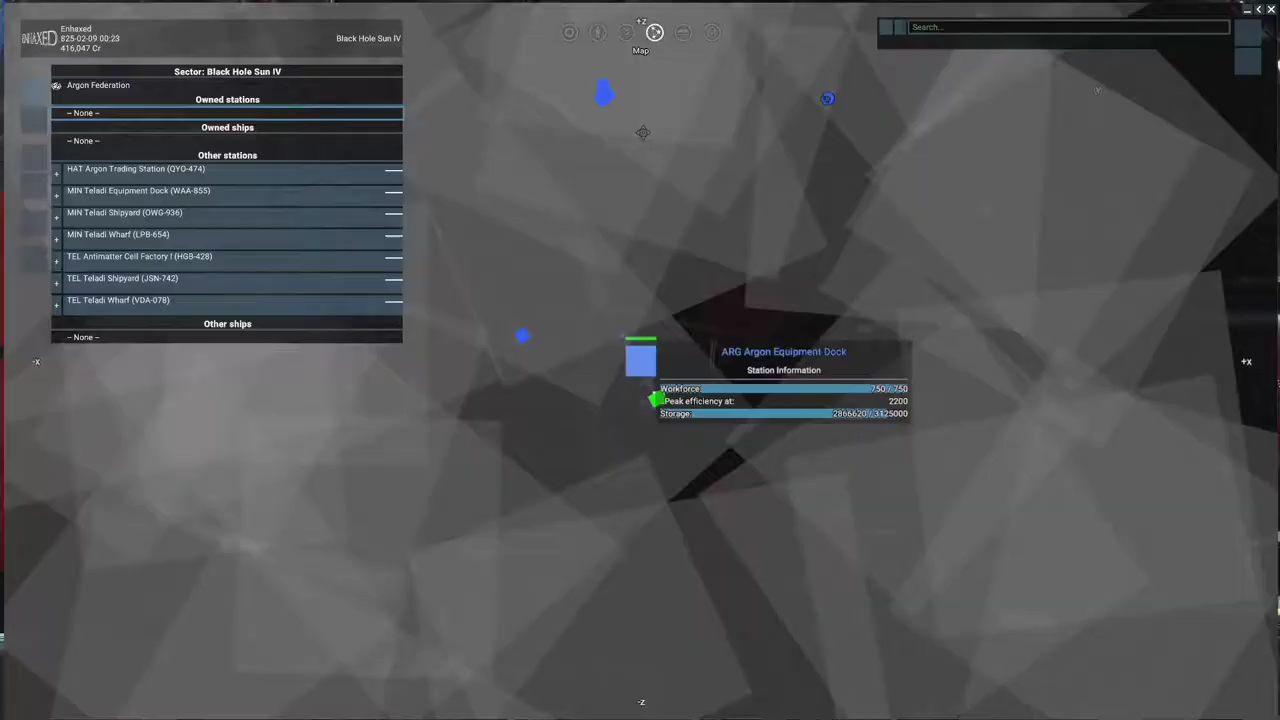 ENHAXED
Enhaxed
825-02-09 00:23
416,047 Cr
Black Hole Sun IV
+z
Map
Search...
Sector: Black Hole Sun IV
Argon Federation
Owned stations
-- None --
Owned ships
-- None --
Other stations
+ HAT Argon Trading Station (QYO-474)
+ MIN Teladi Equipment Dock (WAA-855)
+ MIN Teladi Shipyard (OWG-936)
+ MIN Teladi Wharf (LPB-654)
+ TEL Antimatter Cell Factory I (HGB-428)
+ TEL Teladi Shipyard (JSN-742)
+ TEL Teladi Wharf (VDA-078)
Other ships
-- None --
-x
+x
ARG Argon Equipment Dock
Station Information
Workforce: 750 / 750
Peak efficiency at: 2200
Storage: 2866620 / 3125000
-z